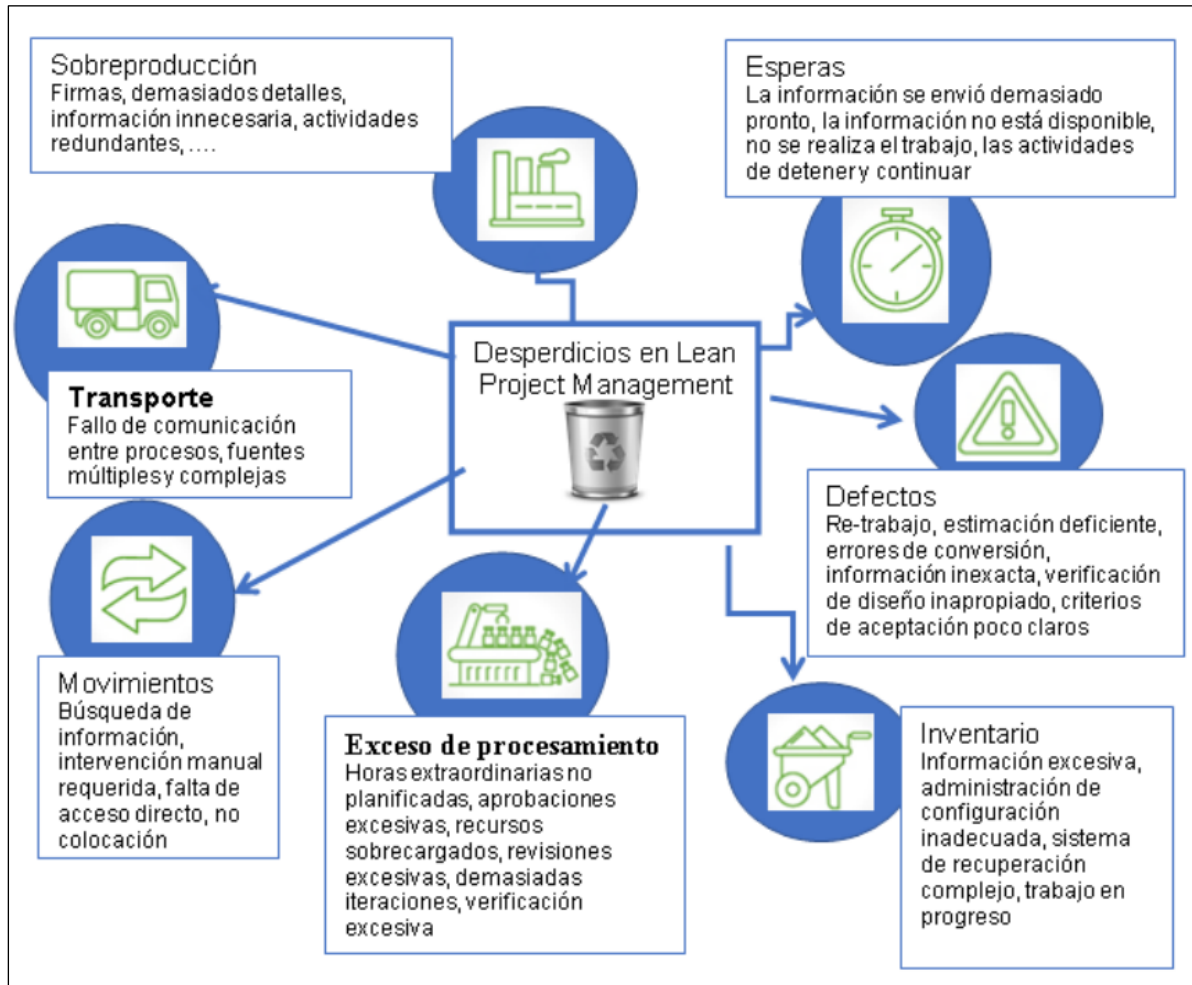 Sobreproducción
Firmas, demasiados detalles,
información innecesaria, actividades
redundantes, ....
Esperas
La información se envió demasiado
pronto, la información no está disponible,
no se realiza el trabajo, las actividades
de detener y continuar
Desperdicios en Lean
Project Management
Transporte
Fallo de comunicación
entre procesos, fuentes
múltiples y complejas
Defectos
Re-trabajo, estimación deficiente,
errores de conversión,
información inexacta, verificación
de diseño inapropiado, criterios
de aceptación poco claros
Movimientos
Búsqueda de
información,
intervención manual
requerida, falta de
acceso directo, no
colocación
Exceso de procesamiento
Horas extraordinarias no
planificadas, aprobaciones
excesivas, recursos
sobrecargados, revisiones
excesivas, demasiadas
iteraciones, verificación
excesiva
Inventario
Información excesiva,
administración de
configuración
inadecuada, sistema
de recuperación
complejo, trabajo en
progreso